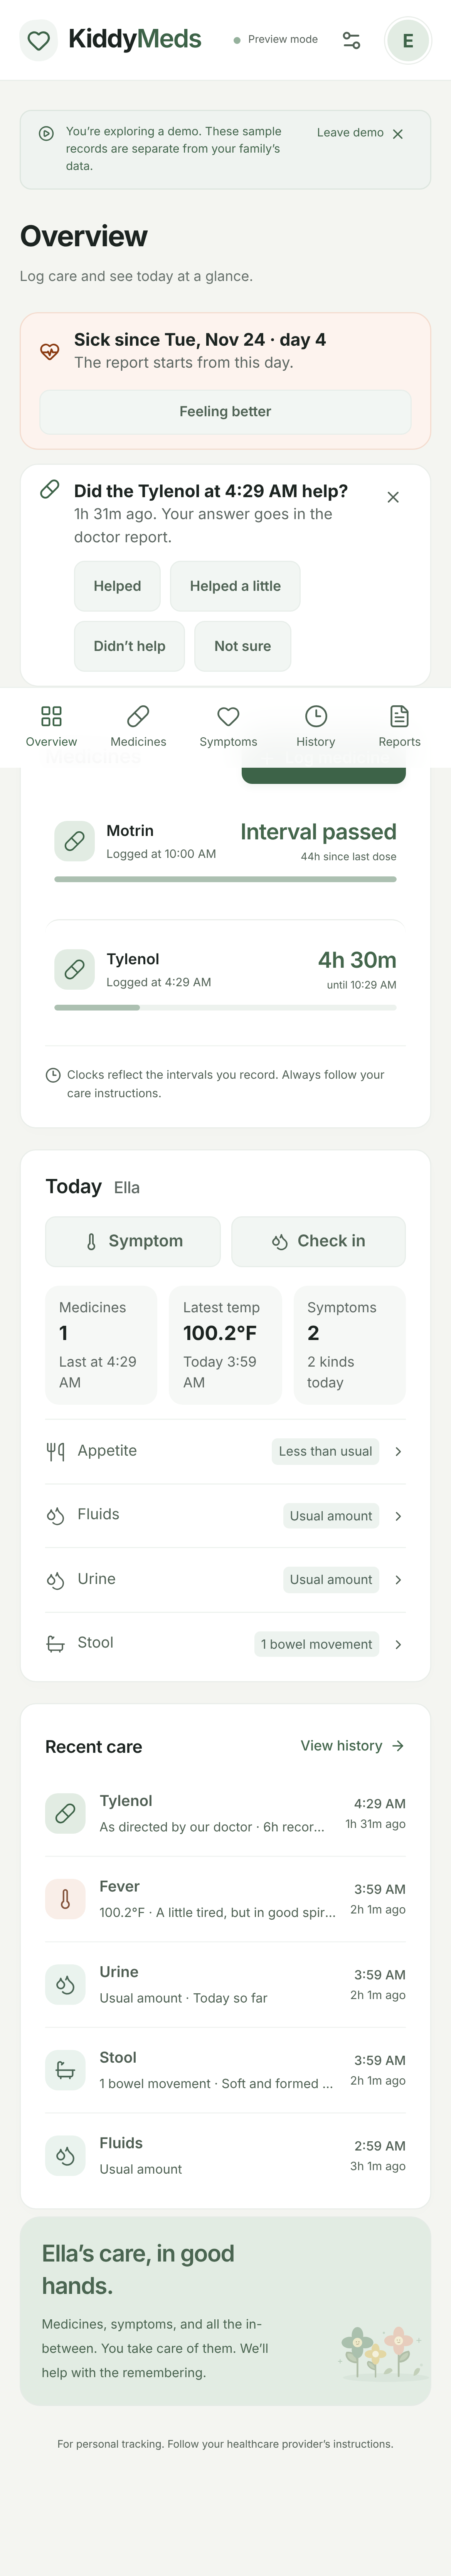 KiddyMeds
Preview mode
E
You’re exploring a demo. These sample
records are separate from your family’s
data.
Leave demo
Overview
Log care and see today at a glance.
Sick since Tue, Nov 24 · day 4
The report starts from this day.
Feeling better
Did the Tylenol at 4:29 AM help?
1h 31m ago. Your answer goes in the
doctor report.
Helped
Helped a little
Didn’t help
Not sure
Overview
Medicines
Symptoms
History
Reports
Medicines
Motrin
Logged at 10:00 AM
Interval passed
44h since last dose
Tylenol
Logged at 4:29 AM
4h 30m
until 10:29 AM
Clocks reflect the intervals you record. Always follow your
care instructions.
Today Ella
Symptom
Check in
Medicines
1
Last at 4:29
AM
Latest temp
100.2°F
Today 3:59
AM
Symptoms
2
2 kinds
today
Appetite
Less than usual
Fluids
Usual amount
Urine
Usual amount
Stool
1 bowel movement
Recent care
View history
Tylenol
As directed by our doctor · 6h recor...
4:29 AM
1h 31m ago
Fever
100.2°F · A little tired, but in good spir...
3:59 AM
2h 1m ago
Urine
Usual amount · Today so far
3:59 AM
2h 1m ago
Stool
1 bowel movement · Soft and formed ...
3:59 AM
2h 1m ago
Fluids
Usual amount
2:59 AM
3h 1m ago
Ella’s care, in good
hands.
Medicines, symptoms, and all the in-
between. You take care of them. We’ll
help with the remembering.
For personal tracking. Follow your healthcare provider’s instructions.